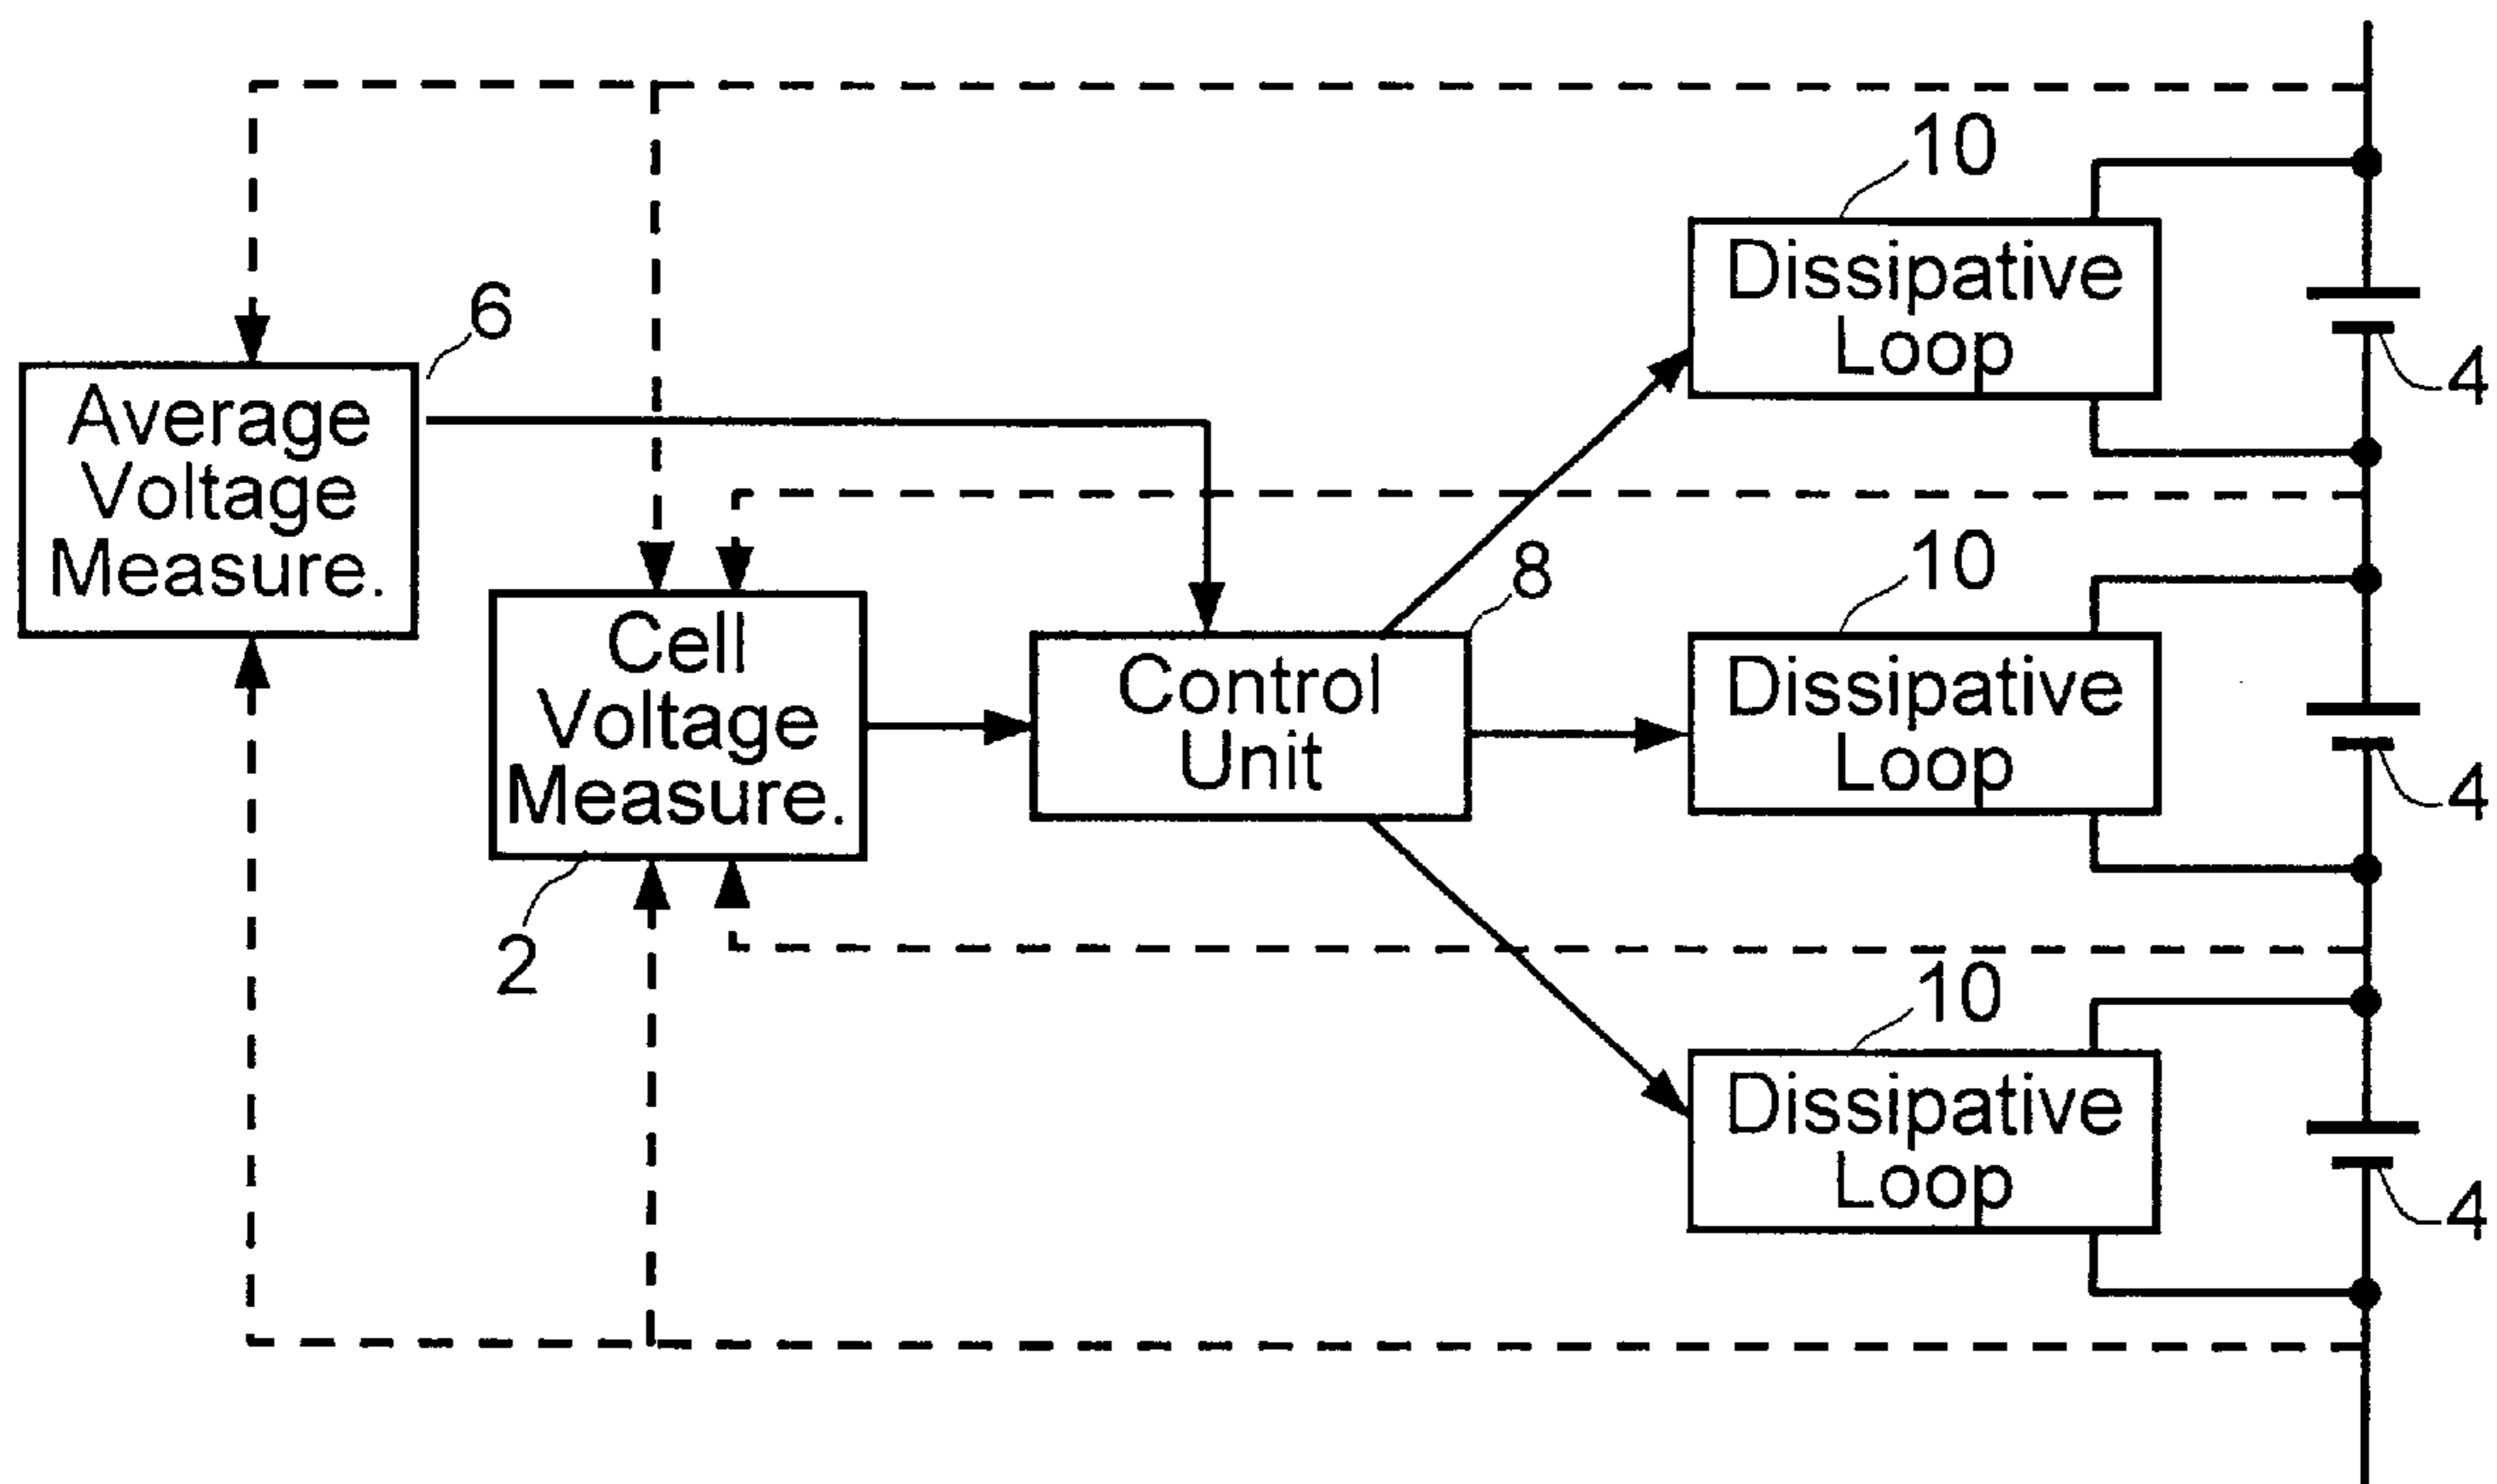 10
Dissipative
Loop
4
6
Average
Voltage
Measure.
10
8
Cell
Voltage
Measure.
2
Control
Unit
Dissipative
Loop
4
10
Dissipative
Loop
4